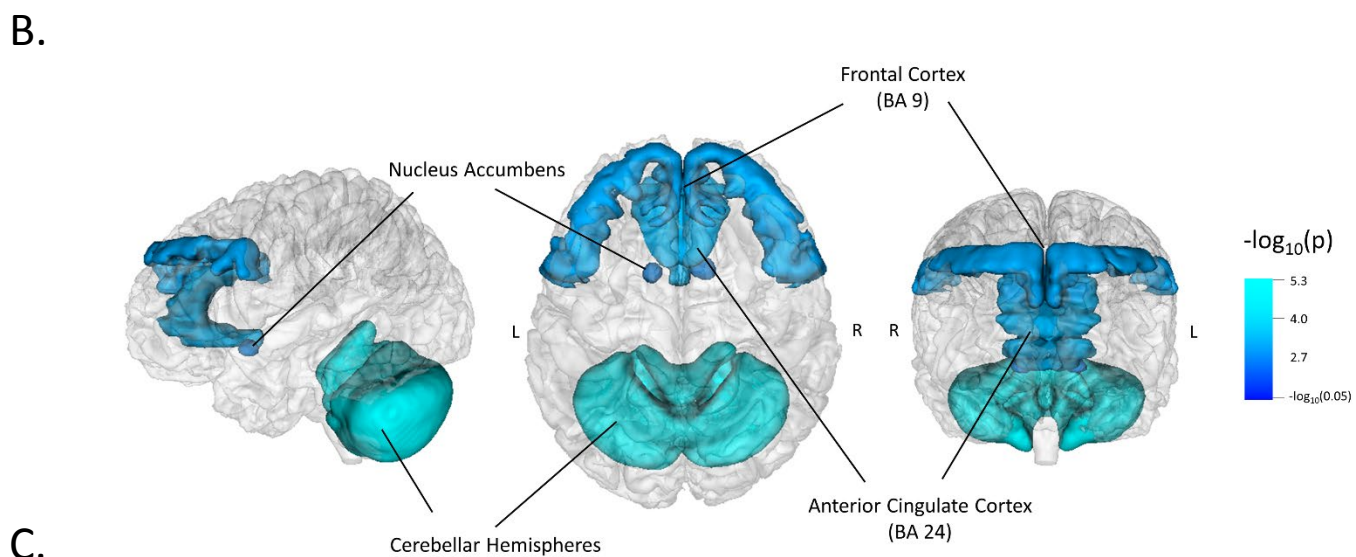 B.
Frontal Cortex
(BA 9)
Nucleus Accumbens
-log₁₀(p)
5.3
4.0
2.7
-log₁₀(0.05)
L
R
R
L
Anterior Cingulate Cortex
(BA 24)
Cerebellar Hemispheres
C.